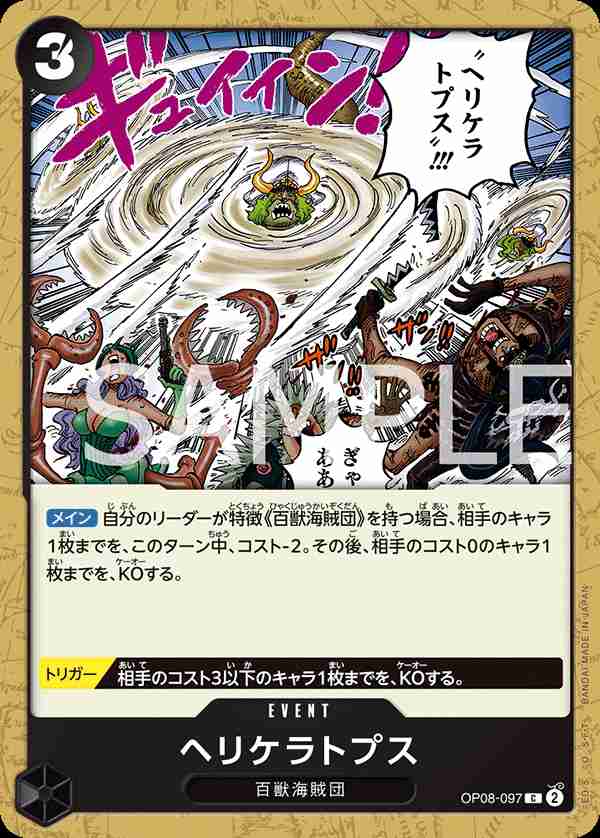 3
ギュイイン!
〝ヘリケラ
トプス〟!!!
ザン!!
ザン!!
ぎゃ
ああ
SAMPLE
メイン 自分のリーダーが特徴《百獣海賊団》を持つ場合、相手のキャラ
1枚までを、このターン中、コスト-2。その後、相手のコスト0のキャラ1
枚までを、KOする。
トリガー 相手のコスト3以下のキャラ1枚までを、KOする。
EVENT
ヘリケラトプス
百獣海賊団
OP08-097 C 2
BANDAI MADE IN JAPAN